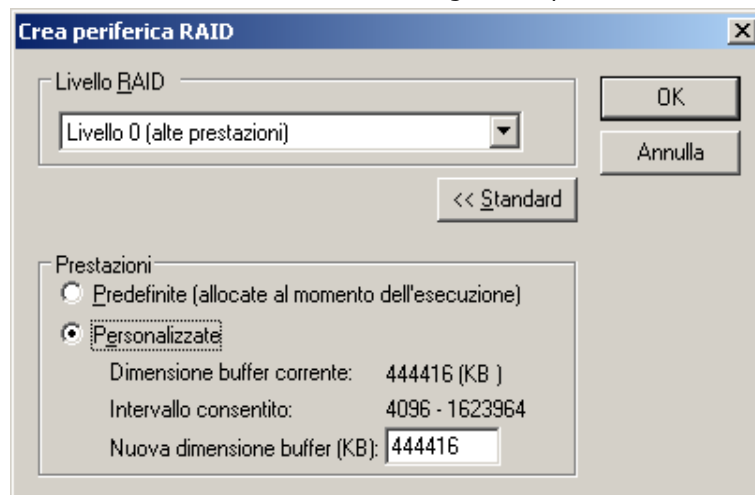 Crea periferica RAID
Livello RAID
OK
Livello 0 (alte prestazioni)
Annulla
<< Standard
Prestazioni
Predefinite (allocate al momento dell'esecuzione)
Personalizzate
Dimensione buffer corrente: 444416 (KB )
Intervallo consentito: 4096 - 1623964
Nuova dimensione buffer (KB): 444416